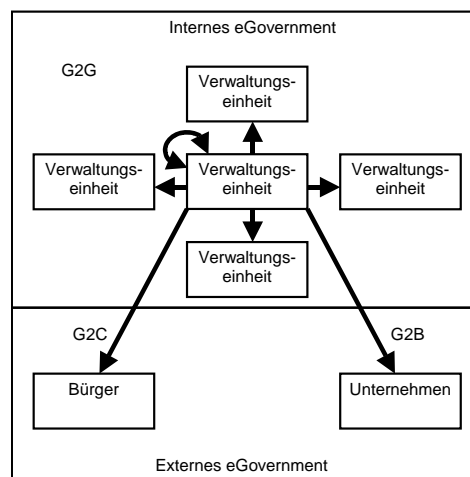 Internes eGovernment
G2G
Verwaltungs-
einheit
Verwaltungs-
einheit
Verwaltungs-
einheit
Verwaltungs-
einheit
Verwaltungs-
einheit
G2C
G2B
Bürger
Unternehmen
Externes eGovernment